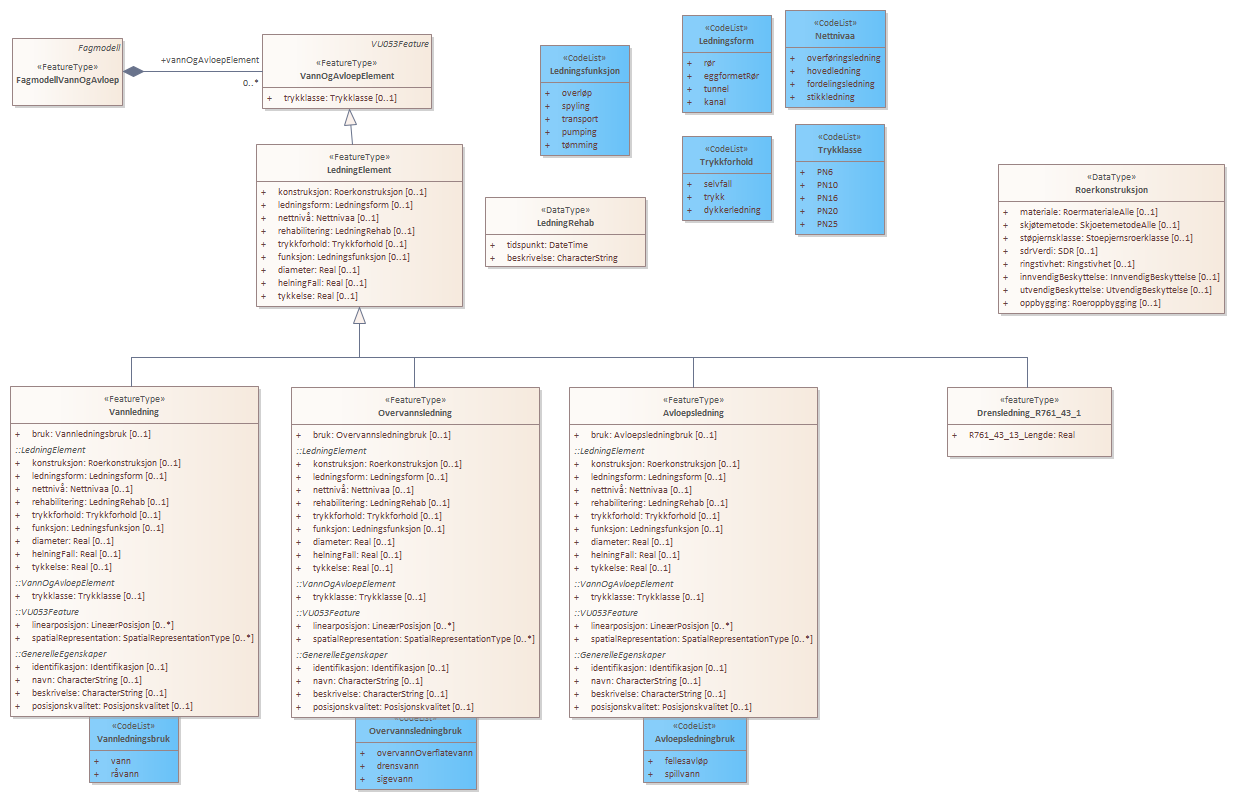 Fagmodell
«FeatureType»
FagmodellVannOgAvloep
+vannOgAvloepElement
0..*
VU053Feature
«FeatureType»
VannOgAvloepElement
+ trykklasse: Trykklasse [0..1]
«FeatureType»
LedningElement
+ konstruksjon: Roerkonstruksjon [0..1]
+ ledningsform: Ledningsform [0..1]
+ nettnivå: Nettnivaa [0..1]
+ rehabilitering: LedningRehab [0..1]
+ trykkforhold: Trykkforhold [0..1]
+ funksjon: Ledningsfunksjon [0..1]
+ diameter: Real [0..1]
+ helningFall: Real [0..1]
+ tykkelse: Real [0..1]
«CodeList»
Ledningsfunksjon
+ overløp
+ spyling
+ transport
+ pumping
+ tømming
«CodeList»
Ledningsform
+ rør
+ eggformetRør
+ tunnel
+ kanal
«CodeList»
Nettnivaa
+ overføringsledning
+ hovedledning
+ fordelingsledning
+ stikkledning
«CodeList»
Trykkforhold
+ selvfall
+ trykk
+ dykkerledning
«CodeList»
Trykklasse
+ PN6
+ PN10
+ PN16
+ PN20
+ PN25
«DataType»
LedningRehab
+ tidspunkt: DateTime
+ beskrivelse: CharacterString
«DataType»
Roerkonstruksjon
+ materiale: RoermaterialeAlle [0..1]
+ skjøtemetode: SkjoetemetodeAlle [0..1]
+ støpjernsklasse: Stoepjernsroerklasse [0..1]
+ sdrVerdi: SDR [0..1]
+ ringstivhet: Ringstivhet [0..1]
+ innvendigBeskyttelse: InnvendigBeskyttelse [0..1]
+ utvendigBeskyttelse: UtvendigBeskyttelse [0..1]
+ oppbygging: Roeroppbygging [0..1]
«FeatureType»
Vannledning
+ bruk: Vannledningsbruk [0..1]
::LedningElement
+ konstruksjon: Roerkonstruksjon [0..1]
+ ledningsform: Ledningsform [0..1]
+ nettnivå: Nettnivaa [0..1]
+ rehabilitering: LedningRehab [0..1]
+ trykkforhold: Trykkforhold [0..1]
+ funksjon: Ledningsfunksjon [0..1]
+ diameter: Real [0..1]
+ helningFall: Real [0..1]
+ tykkelse: Real [0..1]
::VannOgAvloepElement
+ trykklasse: Trykklasse [0..1]
::VU053Feature
+ linearposisjon: LineærPosisjon [0..*]
+ spatialRepresentation: SpatialRepresentationType [0..*]
::GenerelleEgenskaper
+ identifikasjon: Identifikasjon [0..1]
+ navn: CharacterString [0..1]
+ beskrivelse: CharacterString [0..1]
+ posisjonskvalitet: Posisjonskvalitet [0..1]
«CodeList»
Vannledningsbruk
+ vann
+ råvann
«FeatureType»
Overvannsledning
+ bruk: Overvannsledningbruk [0..1]
::LedningElement
+ konstruksjon: Roerkonstruksjon [0..1]
+ ledningsform: Ledningsform [0..1]
+ nettnivå: Nettnivaa [0..1]
+ rehabilitering: LedningRehab [0..1]
+ trykkforhold: Trykkforhold [0..1]
+ funksjon: Ledningsfunksjon [0..1]
+ diameter: Real [0..1]
+ helningFall: Real [0..1]
+ tykkelse: Real [0..1]
::VannOgAvloepElement
+ trykklasse: Trykklasse [0..1]
::VU053Feature
+ linearposisjon: LineærPosisjon [0..*]
+ spatialRepresentation: SpatialRepresentationType [0..*]
::GenerelleEgenskaper
+ identifikasjon: Identifikasjon [0..1]
+ navn: CharacterString [0..1]
+ beskrivelse: CharacterString [0..1]
+ posisjonskvalitet: Posisjonskvalitet [0..1]
«CodeList»
Overvannsledningbruk
+ overvannOverflatevann
+ drensvann
+ sigevann
«FeatureType»
Avloepsledning
+ bruk: Avloepsledningbruk [0..1]
::LedningElement
+ konstruksjon: Roerkonstruksjon [0..1]
+ ledningsform: Ledningsform [0..1]
+ nettnivå: Nettnivaa [0..1]
+ rehabilitering: LedningRehab [0..1]
+ trykkforhold: Trykkforhold [0..1]
+ funksjon: Ledningsfunksjon [0..1]
+ diameter: Real [0..1]
+ helningFall: Real [0..1]
+ tykkelse: Real [0..1]
::VannOgAvloepElement
+ trykklasse: Trykklasse [0..1]
::VU053Feature
+ linearposisjon: LineærPosisjon [0..*]
+ spatialRepresentation: SpatialRepresentationType [0..*]
::GenerelleEgenskaper
+ identifikasjon: Identifikasjon [0..1]
+ navn: CharacterString [0..1]
+ beskrivelse: CharacterString [0..1]
+ posisjonskvalitet: Posisjonskvalitet [0..1]
«CodeList»
Avloepsledningbruk
+ fellesavløp
+ spillvann
«featureType»
Drensledning_R761_43_1
+ R761_43_13_Lengde: Real